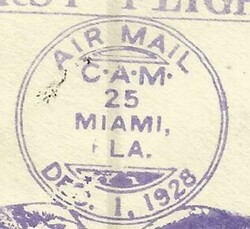 AIR MAIL
C·A·M·
25
MIAMI,
FLA.
DEC. 1, 1928